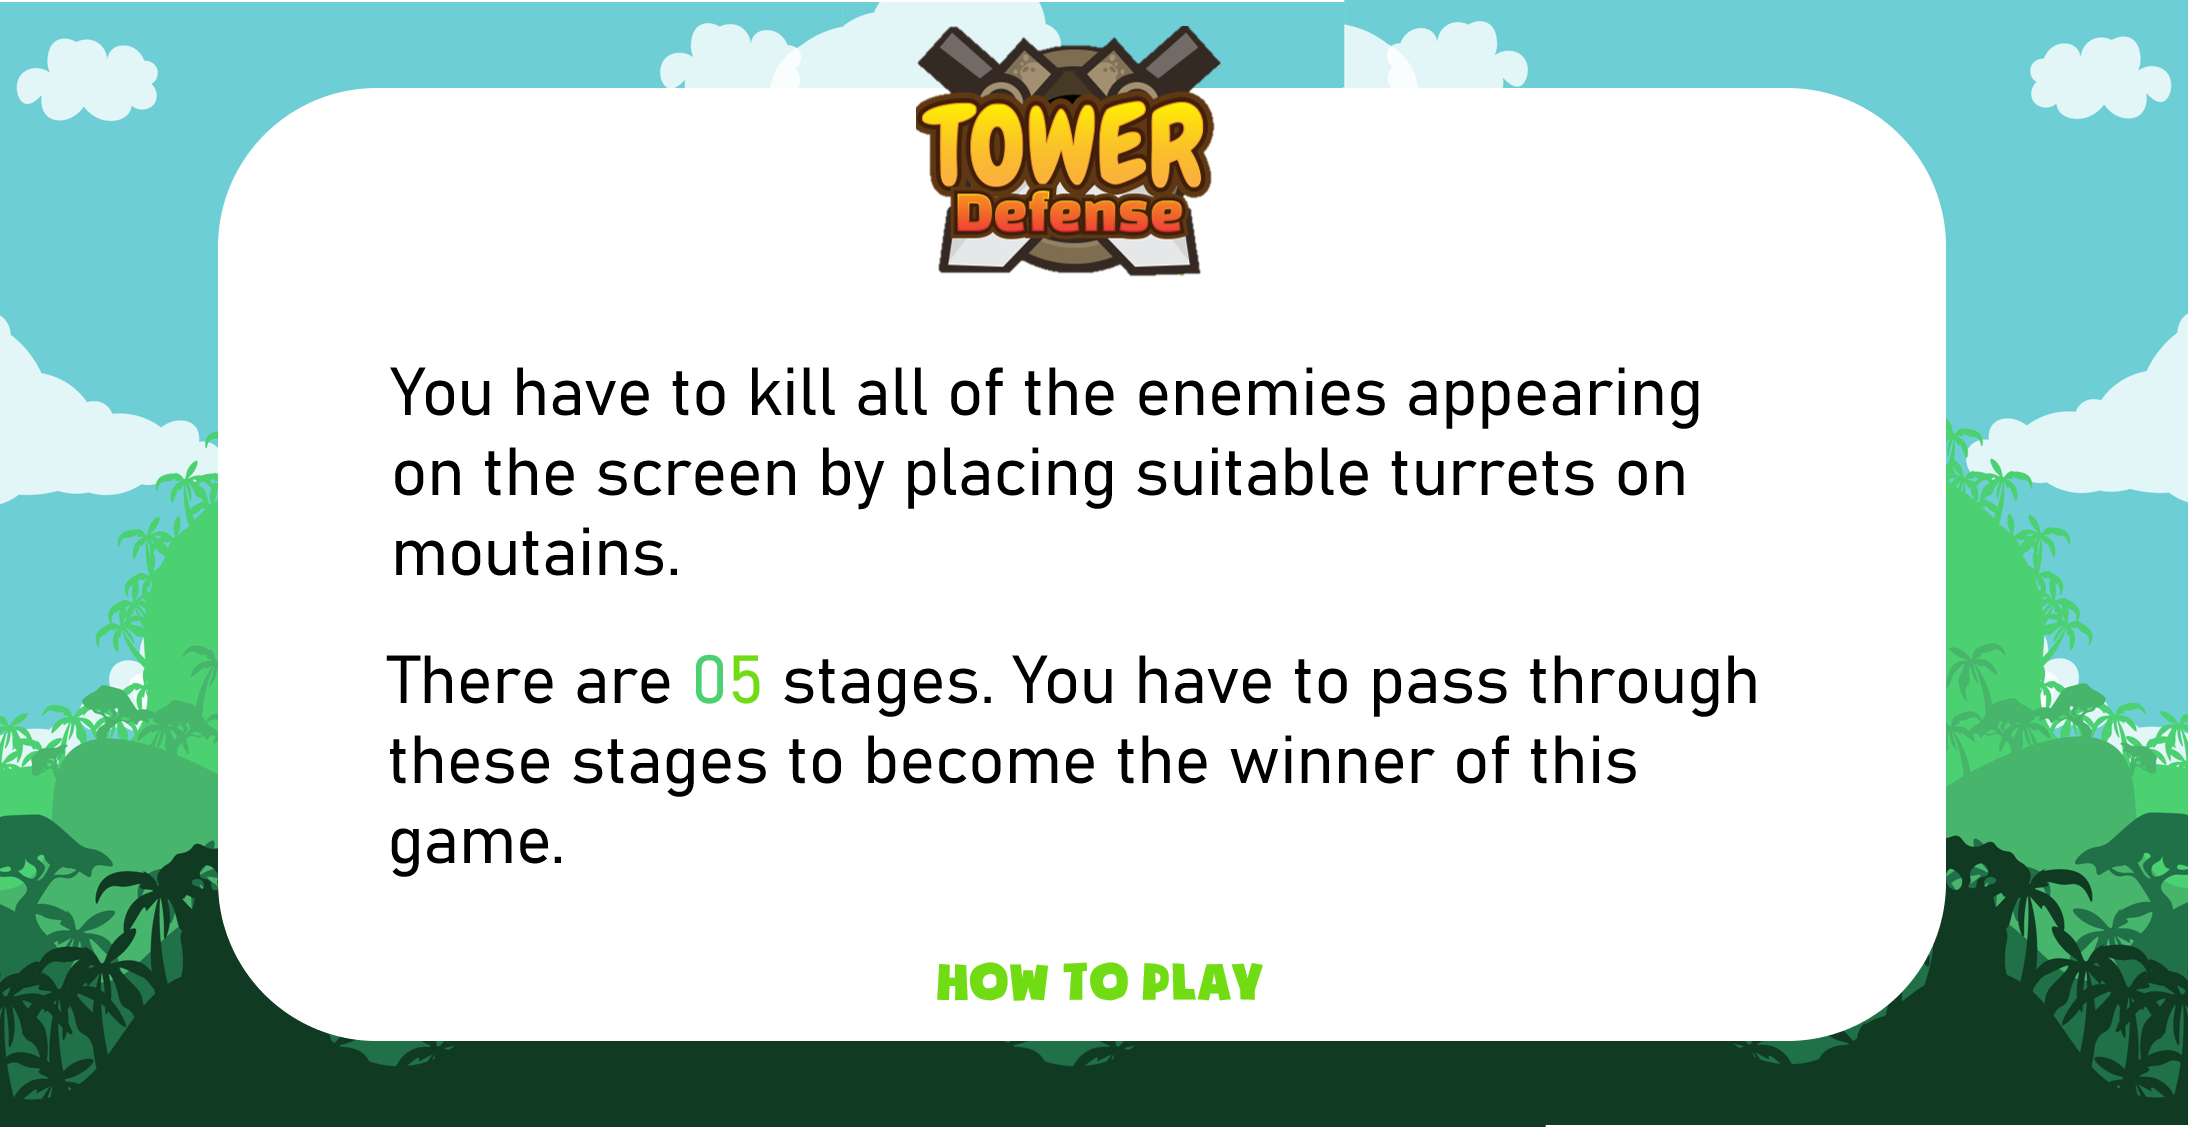 TOWER
Defense
You have to kill all of the enemies appearing
on the screen by placing suitable turrets on
moutains.
There are 05 stages. You have to pass through
these stages to become the winner of this
game.
HOW TO PLAY